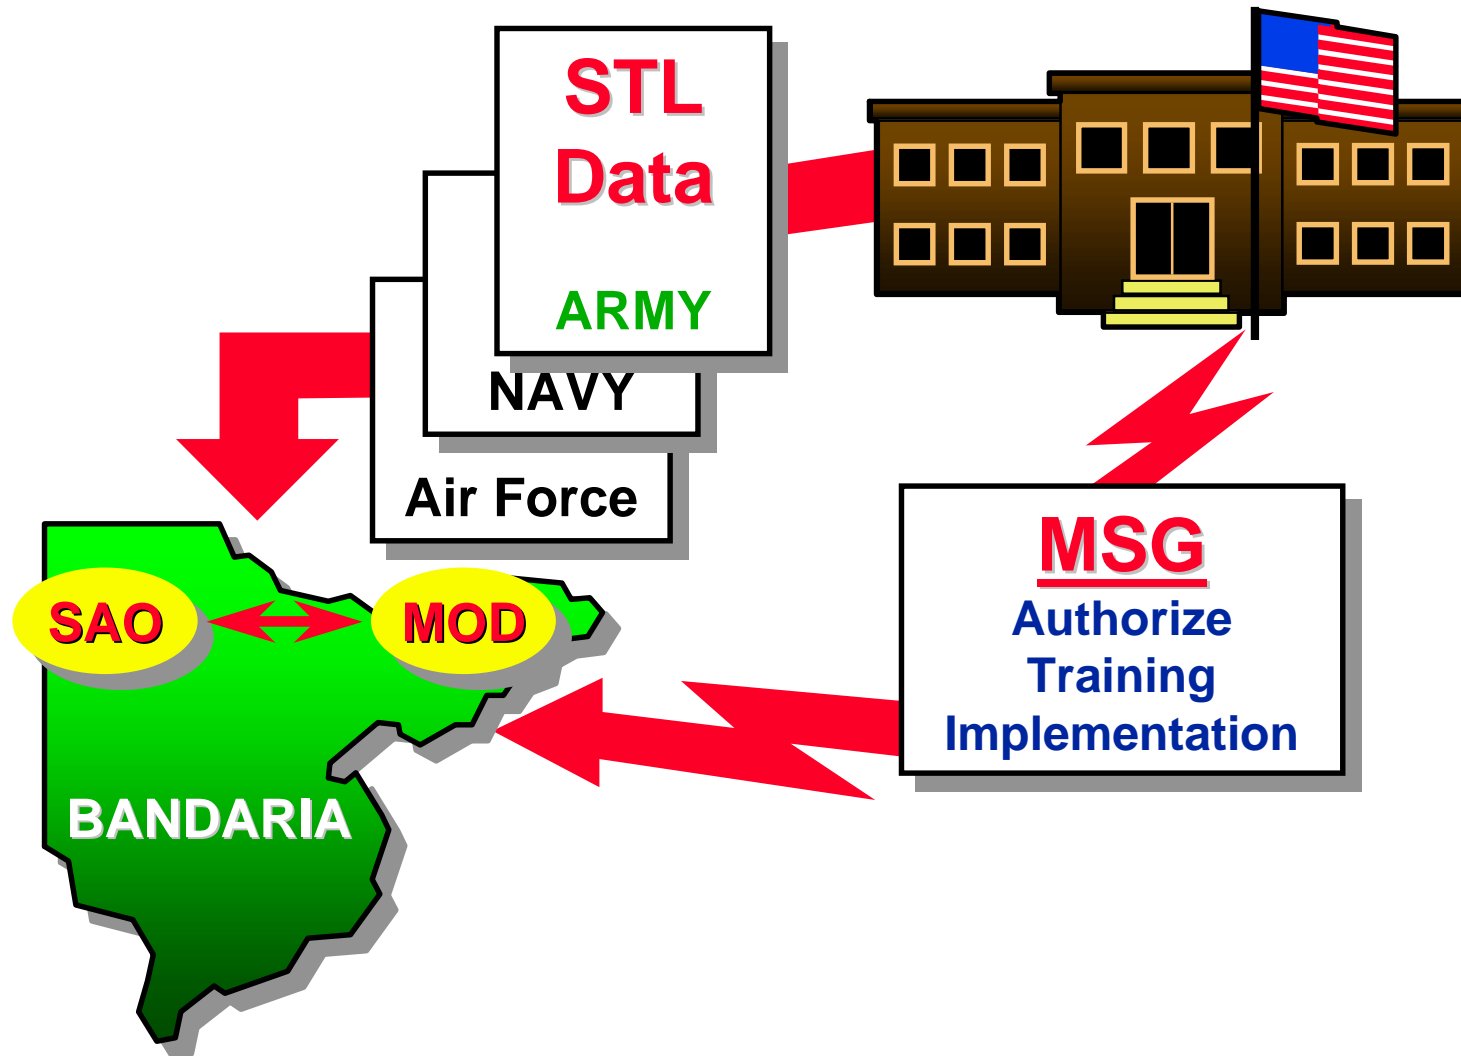 STL
Data
ARMY
NAVY
Air Force
MSG
Authorize
Training
Implementation
SAO
MOD
BANDARIA